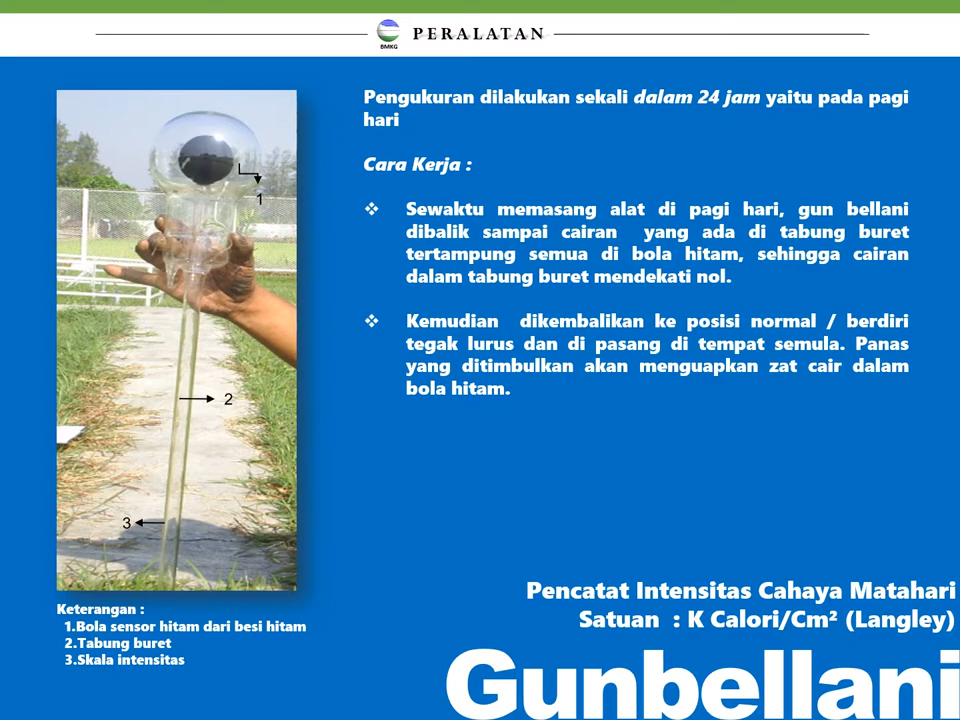 BMKG
PERALATAN
Pengukuran dilakukan sekali dalam 24 jam yaitu pada pagi
hari
Cara Kerja :
❖ Sewaktu memasang alat di pagi hari, gun bellani
dibalik sampai cairan yang ada di tabung buret
tertampung semua di bola hitam, sehingga cairan
dalam tabung buret mendekati nol.
❖ Kemudian dikembalikan ke posisi normal / berdiri
tegak lurus dan di pasang di tempat semula. Panas
yang ditimbulkan akan menguapkan zat cair dalam
bola hitam.
1
2
3
Keterangan :
1.Bola sensor hitam dari besi hitam
2.Tabung buret
3.Skala intensitas
Pencatat Intensitas Cahaya Matahari
Satuan : K Calori/Cm² (Langley)
Gunbellani